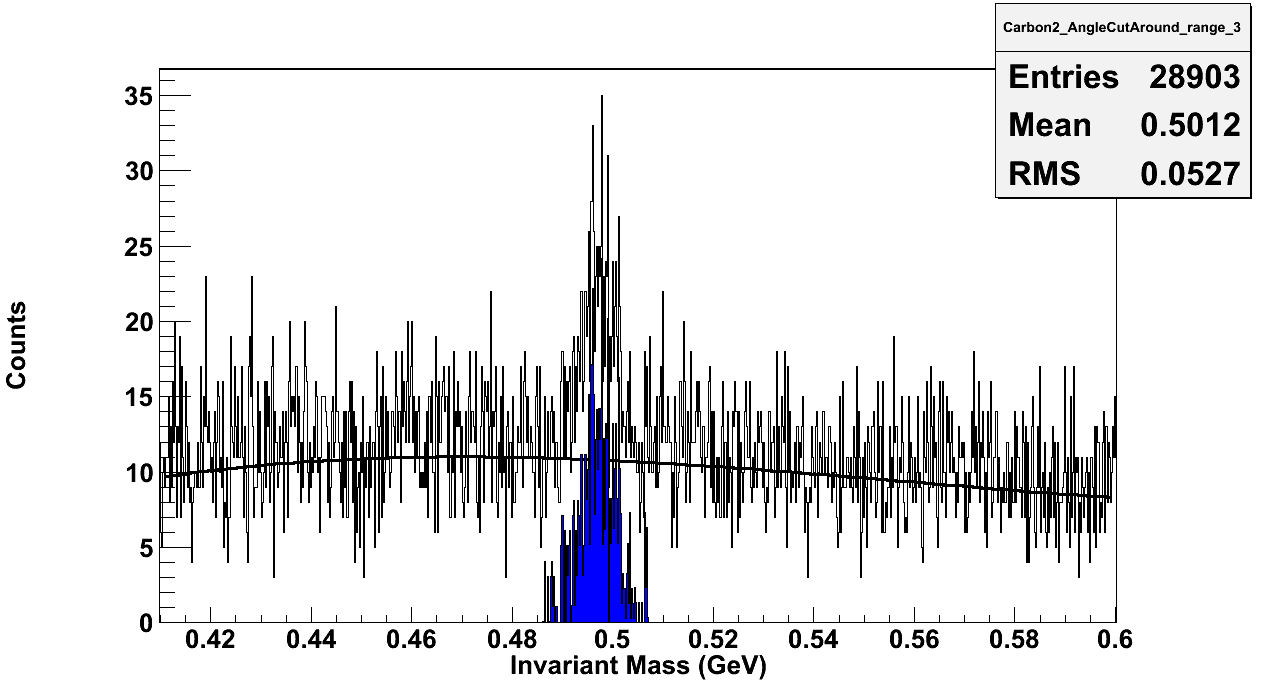 Carbon2_AngleCutAround_range_3
Entries 28903
Mean 0.5012
RMS 0.0527
Counts
35
30
25
20
15
10
5
0
0.42 0.44 0.46 0.48 0.5 0.52 0.54 0.56 0.58 0.6
Invariant Mass (GeV)